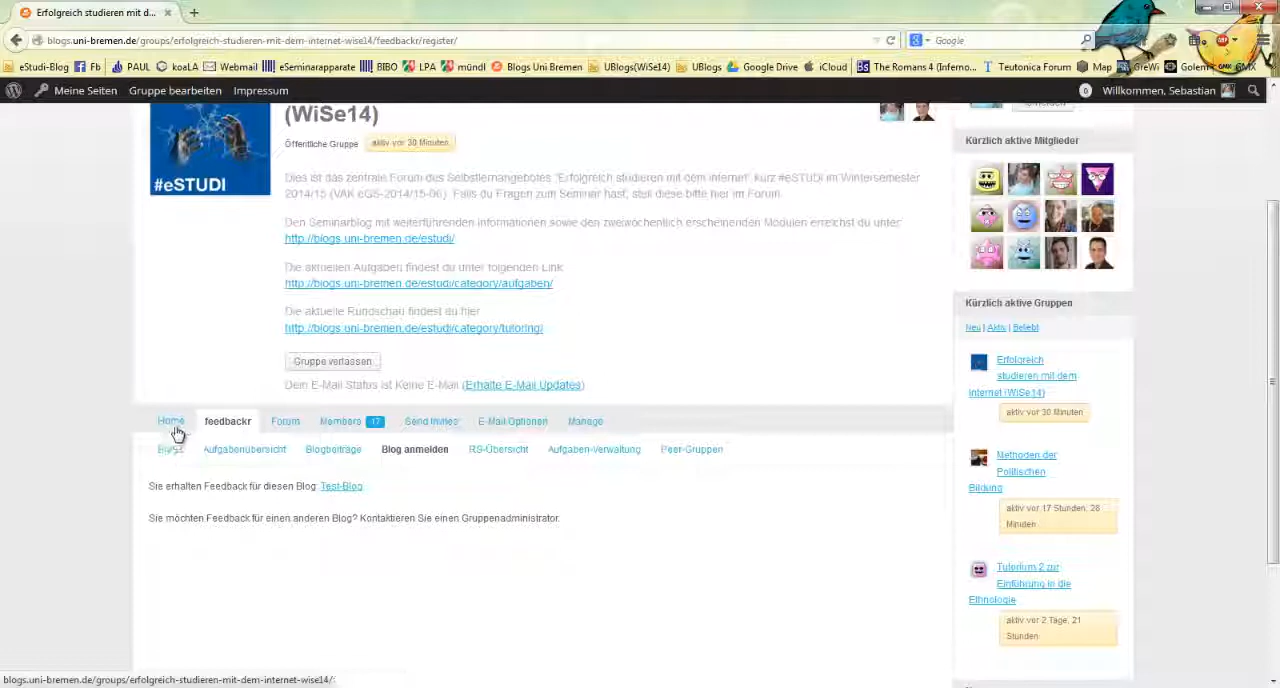 Erfolgreich studieren mit d...
blogs.uni-bremen.de/groups/erfolgreich-studieren-mit-dem-internet-wise14/feedbackr/register/
Google
eStudi-Blog Fb PAUL koaLA Webmail eSeminarapparate BIBO LPA mündl Blogs Uni Bremen UBlogs(WiSe14) UBlogs Google Drive iCloud The Romans 4 (Inferno... Teutonica Forum Map GreWi Golem GMX
Meine Seiten Gruppe bearbeiten Impressum 0 Willkommen, Sebastian
(WiSe14)
Öffentliche Gruppe aktiv vor 30 Minuten
#eSTUDI
Dies ist das zentrale Forum des Selbstlernangebotes "Erfolgreich studieren mit dem Internet" kurz #eSTUDI im Wintersemester
2014/15 (VAK eGS-2014/15-06). Falls du Fragen zum Seminar hast, stell diese bitte hier im Forum.
Den Seminarblog mit weiterführenden Informationen sowie den zweiwöchentlich erscheinenden Modulen erreichst du unter:
http://blogs.uni-bremen.de/estudi/
Die aktuellen Aufgaben findest du unter folgenden Link
http://blogs.uni-bremen.de/estudi/category/aufgaben/
Die aktuelle Rundschau findest du hier
http://blogs.uni-bremen.de/estudi/category/tutoring/
Gruppe verlassen
Dein E-Mail Status ist Keine E-Mail (Erhalte E-Mail Updates)
Home feedbackr Forum Members 17 Send Invites E-Mail Optionen Manage
Blogs Aufgabenübersicht Blogbeiträge Blog anmelden RS-Übersicht Aufgaben-Verwaltung Peer-Gruppen
Sie erhalten Feedback für diesen Blog: Test-Blog
Sie möchten Feedback für einen anderen Blog? Kontaktieren Sie einen Gruppenadministrator.
Kürzlich aktive Mitglieder
Kürzlich aktive Gruppen
Neu | Aktiv | Beliebt
Erfolgreich
studieren mit dem
Internet (WiSe14)
aktiv vor 30 Minuten
Methoden der
Politischen
Bildung
aktiv vor 17 Stunden, 28
Minuten
Tutorium 2 zur
Einführung in die
Ethnologie
aktiv vor 2 Tage, 21
Stunden
blogs.uni-bremen.de/groups/erfolgreich-studieren-mit-dem-internet-wise14/